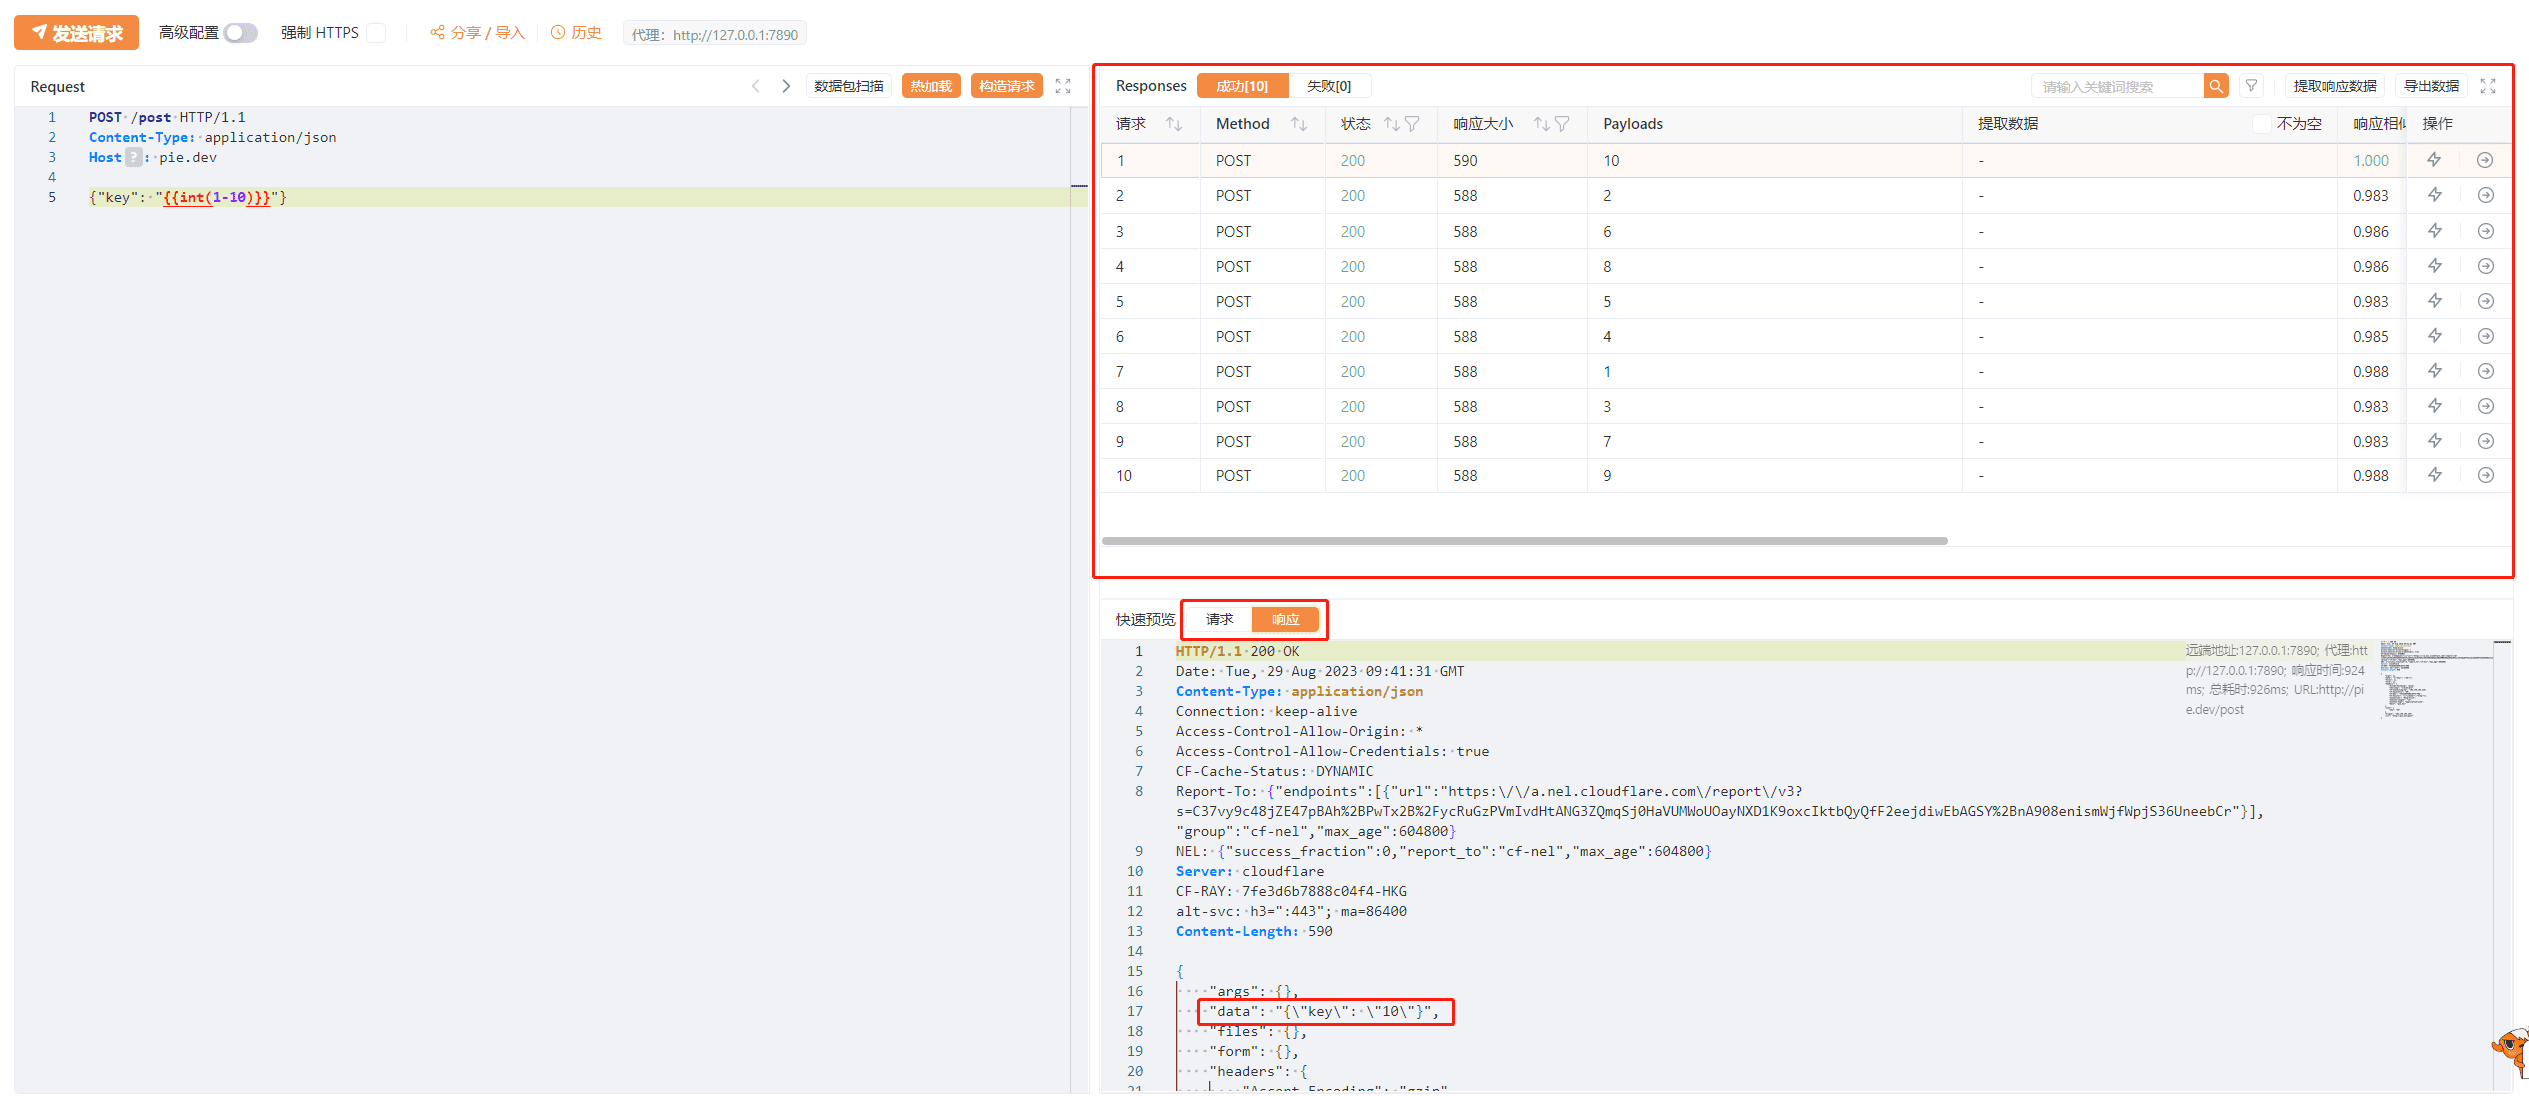 发送请求 高级配置 强制 HTTPS 分享 / 导入 历史 代理: http://127.0.0.1:7890
Request 数据包扫描 热加载 构造请求
1 POST /post HTTP/1.1
2 Content-Type: application/json
3 Host ? : pie.dev
4
5 {"key": "{{int(1-10)}}"}
Responses 成功[10] 失败[0] 请输入关键词搜索 提取响应数据 导出数据
请求 Method 状态 响应大小 Payloads 提取数据 不为空 响应相似 操作
1 POST 200 590 10 - 1.000
2 POST 200 588 2 - 0.983
3 POST 200 588 6 - 0.986
4 POST 200 588 8 - 0.986
5 POST 200 588 5 - 0.983
6 POST 200 588 4 - 0.985
7 POST 200 588 1 - 0.988
8 POST 200 588 3 - 0.983
9 POST 200 588 7 - 0.983
10 POST 200 588 9 - 0.988
快速预览 请求 响应
1 HTTP/1.1 200 OK
2 Date: Tue, 29 Aug 2023 09:41:31 GMT
3 Content-Type: application/json
4 Connection: keep-alive
5 Access-Control-Allow-Origin: *
6 Access-Control-Allow-Credentials: true
7 CF-Cache-Status: DYNAMIC
8 Report-To: {"endpoints":[{"url":"https:\/\/a.nel.cloudflare.com\/report\/v3?
s=C37vy9c48jZE47pBAh%2BPwTx2B%2FycRuGzPVmIvdHtANG3ZQmqSj0HaVUMWoUOayNXD1K9oxcIktbQyQfF2eejdiwEbAGSY%2BnA908enismWjfWpjS36UneebCr"}],
"group":"cf-nel","max_age":604800}
9 NEL: {"success_fraction":0,"report_to":"cf-nel","max_age":604800}
10 Server: cloudflare
11 CF-RAY: 7fe3d6b7888c04f4-HKG
12 alt-svc: h3=":443"; ma=86400
13 Content-Length: 590
14
15 {
16 "args": {},
17 "data": "{\"key\": \"10\"}",
18 "files": {},
19 "form": {},
20 "headers": {
21 "Accept-Encoding": "gzip"
远端地址:127.0.0.1:7890; 代理:htt
p://127.0.0.1:7890; 响应时间:924
ms; 总耗时:926ms; URL:http://pi
e.dev/post